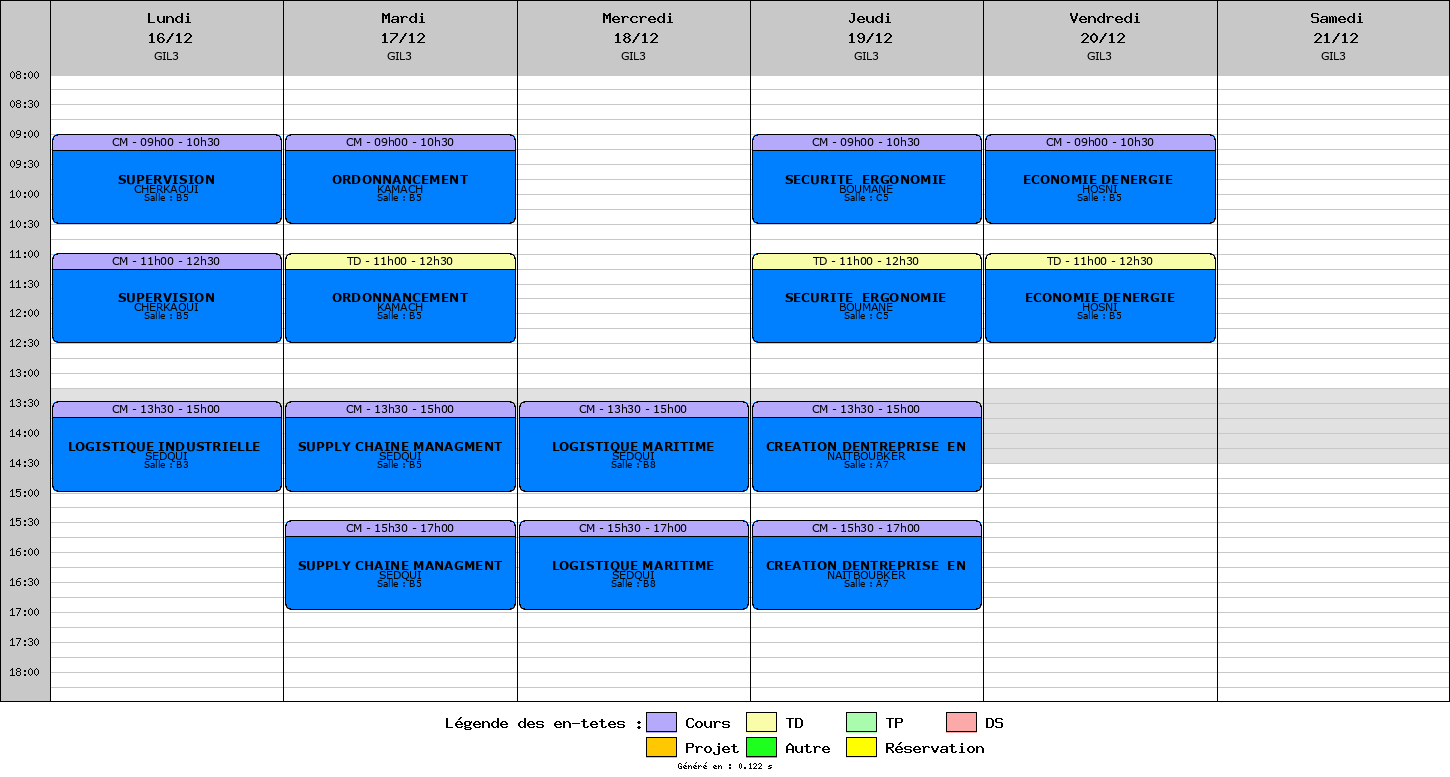 Lundi
16/12
GIL3
Mardi
17/12
GIL3
Mercredi
18/12
GIL3
Jeudi
19/12
GIL3
Vendredi
20/12
GIL3
Samedi
21/12
GIL3
08:00
08:30
09:00
09:30
10:00
10:30
11:00
11:30
12:00
12:30
13:00
13:30
14:00
14:30
15:00
15:30
16:00
16:30
17:00
17:30
18:00
CM - 09h00 - 10h30
SUPERVISION
CHERKAOUI
Salle : B5
CM - 11h00 - 12h30
SUPERVISION
CHERKAOUI
Salle : B5
CM - 13h30 - 15h00
LOGISTIQUE INDUSTRIELLE
SEDQUI
Salle : B3
CM - 09h00 - 10h30
ORDONNANCEMENT
KAMACH
Salle : B5
TD - 11h00 - 12h30
ORDONNANCEMENT
KAMACH
Salle : B5
CM - 13h30 - 15h00
SUPPLY CHAINE MANAGMENT
SEDQUI
Salle : B5
CM - 15h30 - 17h00
SUPPLY CHAINE MANAGMENT
SEDQUI
Salle : B5
CM - 13h30 - 15h00
LOGISTIQUE MARITIME
SEDQUI
Salle : B8
CM - 15h30 - 17h00
LOGISTIQUE MARITIME
SEDQUI
Salle : B8
CM - 09h00 - 10h30
SECURITE  ERGONOMIE
BOUMANE
Salle : C5
TD - 11h00 - 12h30
SECURITE  ERGONOMIE
BOUMANE
Salle : C5
CM - 13h30 - 15h00
CREATION DENTREPRISE  EN
NAITBOUBKER
Salle : A7
CM - 15h30 - 17h00
CREATION DENTREPRISE  EN
NAITBOUBKER
Salle : A7
CM - 09h00 - 10h30
ECONOMIE DENERGIE
HOSNI
Salle : B5
TD - 11h00 - 12h30
ECONOMIE DENERGIE
HOSNI
Salle : B5
Légende des en-tetes : Cours TD TP DS
Projet Autre Réservation
Généré en : 0.122 s